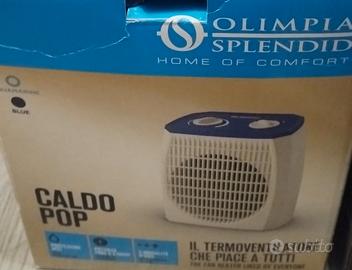 OLIMPIA
SPLENDID
HOME OF COMFORT
BLUE
CALDO
POP
IL TERMOVENTILATORE
CHE PIACE A TUTTI
THE FAN HEATER LIKED BY EVERYONE
subito